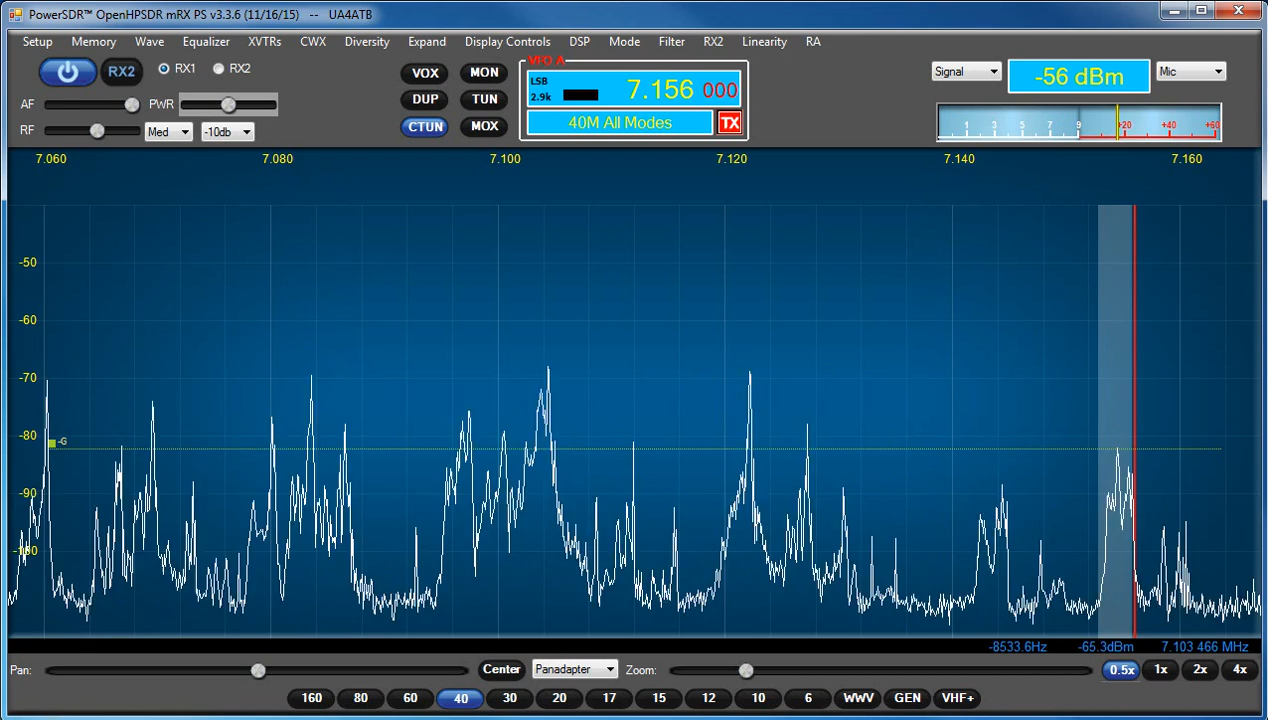 PowerSDR™ OpenHPSDR mRX PS v3.3.6 (11/16/15) -- UA4ATB
Setup Memory Wave Equalizer XVTRs CWX Diversity Expand Display Controls DSP Mode Filter RX2 Linearity RA
RX2 RX1 RX2
AF PWR
RF Med -10db
VOX MON
DUP TUN
CTUN MOX
VFO A
LSB
2.9k
7.156 000
40M All Modes TX
Signal -56 dBm Mic
1 3 5 7 9 +20 +40 +60
7.060 7.080 7.100 7.120 7.140 7.160
-50
-60
-70
-80
-G
-90
-100
-8533.6Hz -65.3dBm 7.103 466 MHz
Pan: Center Panadapter Zoom: 0.5x 1x 2x 4x
160 80 60 40 30 20 17 15 12 10 6 WWV GEN VHF+